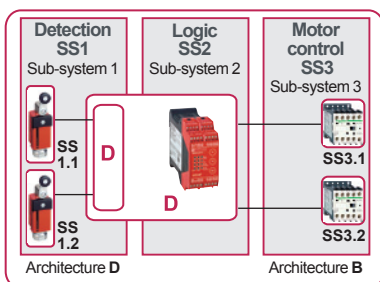 Detection
SS1
Sub-system 1
Logic
SS2
Sub-system 2
Motor
control
SS3
Sub-system 3
SS
1.1
D
SS3.1
SS
1.2
D
SS3.2
Architecture D
Architecture B